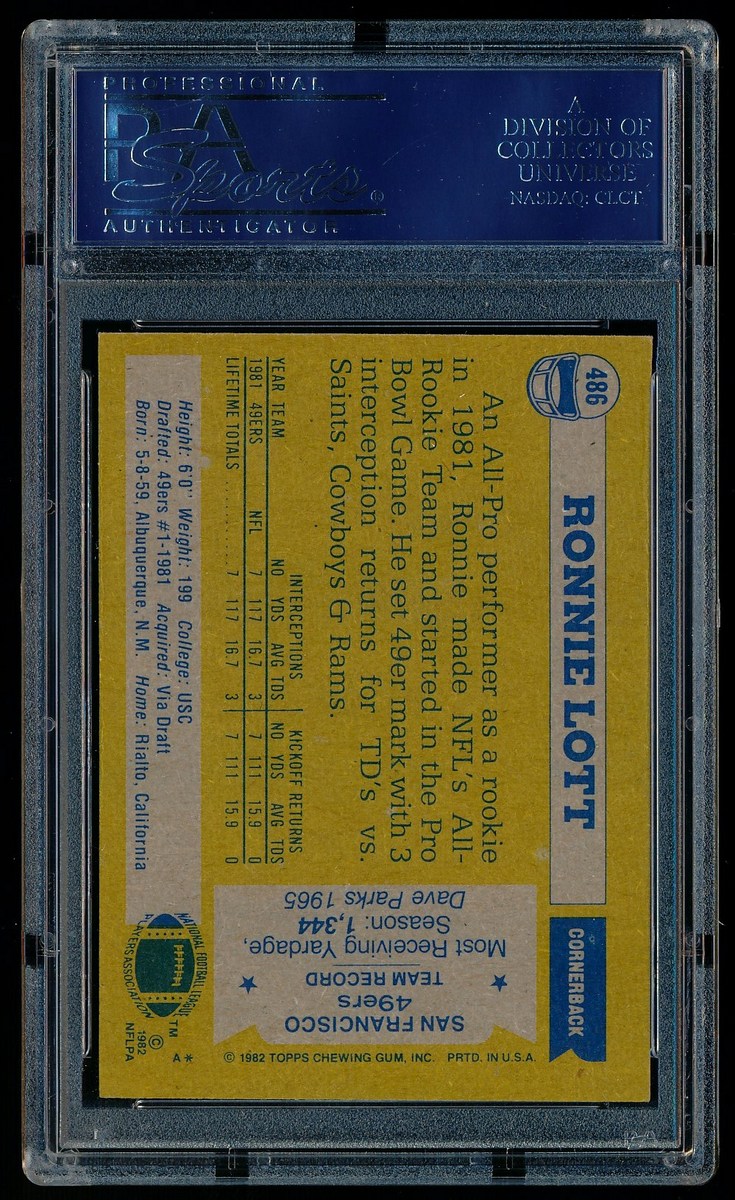 PROFESSIONAL
PSA
Sports®
AUTHENTICATOR
A
DIVISION OF
COLLECTORS
UNIVERSE
NASDAQ: CLCT
486
RONNIE LOTT
CORNERBACK
An All-Pro performer as a rookie
in 1981, Ronnie made NFL's All-
Rookie Team and started in the Pro
Bowl Game. He set 49er mark with 3
interception returns for TD's vs.
Saints, Cowboys & Rams.
INTERCEPTIONS KICKOFF RETURNS
YEAR TEAM NO YDS AVG TDS NO YDS AVG TDS
1981 49ERS NFL 7 117 16.7 3 7 111 15.9 0
LIFETIME TOTALS .......... 7 117 16.7 3 7 111 15.9 0
Height: 6'0" Weight: 199 College: USC
Drafted: 49ers #1-1981 Acquired: Via Draft
Born: 5-8-59, Albuquerque, N.M. Home: Rialto, California
SAN FRANCISCO
49ers
★ TEAM RECORD ★
Most Receiving Yardage,
Season: 1,344
Dave Parks 1965
NATIONAL FOOTBALL LEAGUE
PLAYERS ASSOCIATION
TM
©
1982
NFLPA
A*
© 1982 TOPPS CHEWING GUM, INC. PRTD. IN U.S.A.